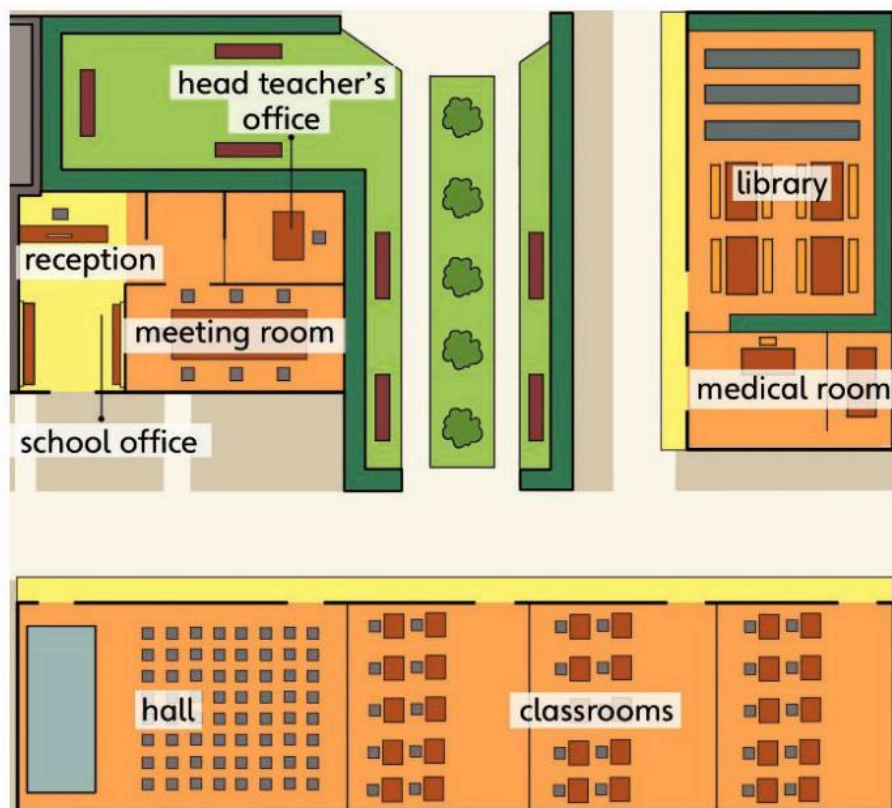 head teacher's
office
library
reception
meeting room
medical room
school office
hall
classrooms